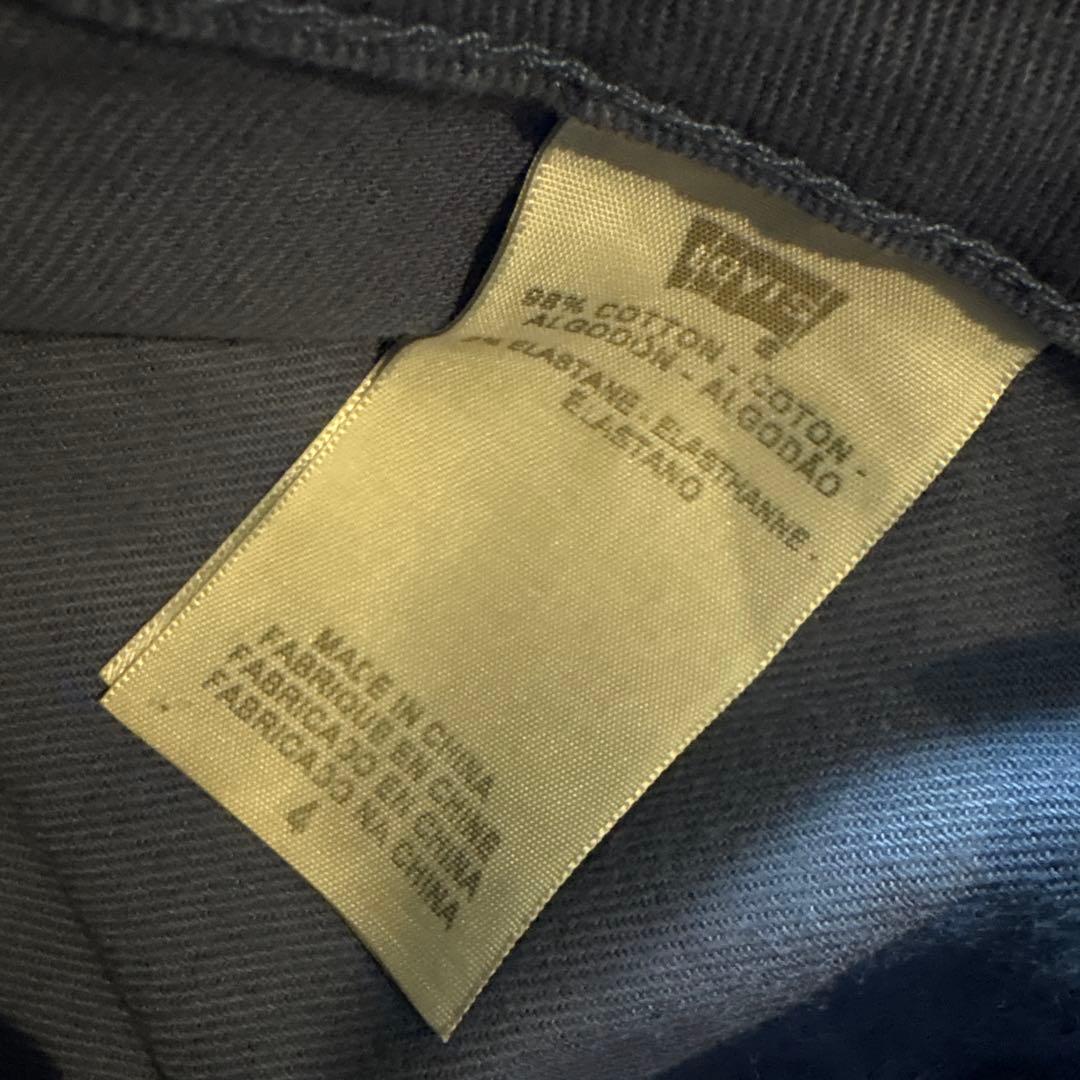 LEVI'S
98% COTTON - COTON -
ALGODÓN - ALGODÃO
ELASTANE - ELASTHANNE -
ELASTANO
MADE IN CHINA
FABRIQUE EN CHINE
FABRICADO EN CHINA
FABRICADO NA CHINA
4